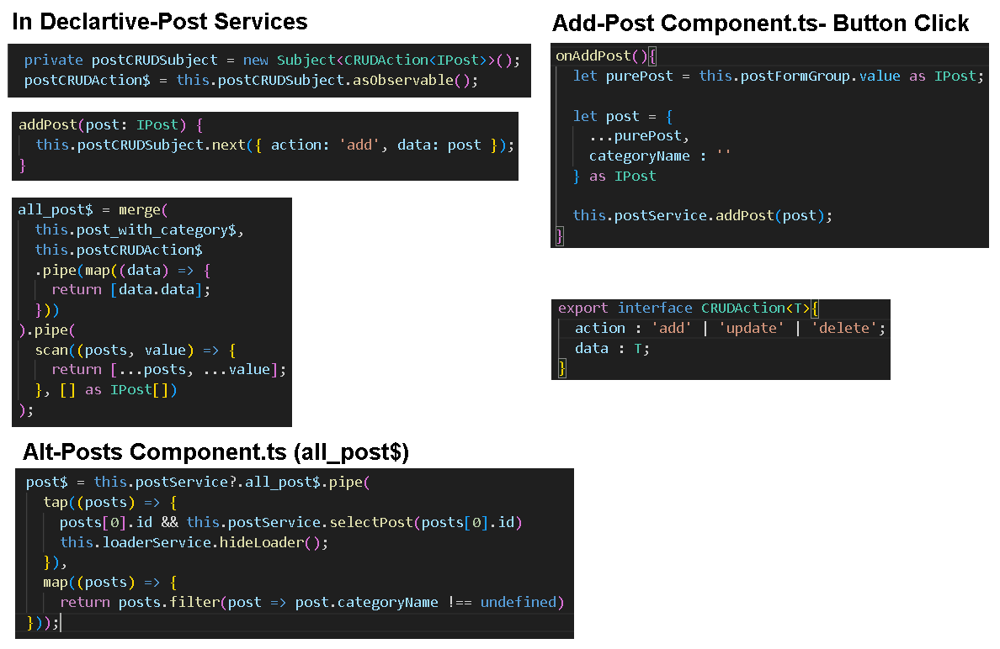 In Declartive-Post Services
private postCRUDSubject = new Subject<CRUDAction<IPost>>();
postCRUDAction$ = this.postCRUDSubject.asObservable();
addPost(post: IPost) {
this.postCRUDSubject.next({ action: 'add', data: post });
}
all_post$ = merge(
this.post_with_category$,
this.postCRUDAction$
.pipe(map((data) => {
return [data.data];
}))
).pipe(
scan((posts, value) => {
return [...posts, ...value];
}, [] as IPost[])
);
Add-Post Component.ts- Button Click
onAddPost(){
let purePost = this.postFormGroup.value as IPost;
let post = {
...purePost,
categoryName : ''
} as IPost
this.postService.addPost(post);
}
export interface CRUDAction<T>{
action : 'add' | 'update' | 'delete';
data : T;
}
Alt-Posts Component.ts (all_post$)
post$ = this.postService?.all_post$.pipe(
tap((posts) => {
posts[0].id && this.postService.selectPost(posts[0].id)
this.loaderService.hideLoader();
}),
map((posts) => {
return posts.filter(post => post.categoryName !== undefined)
}));